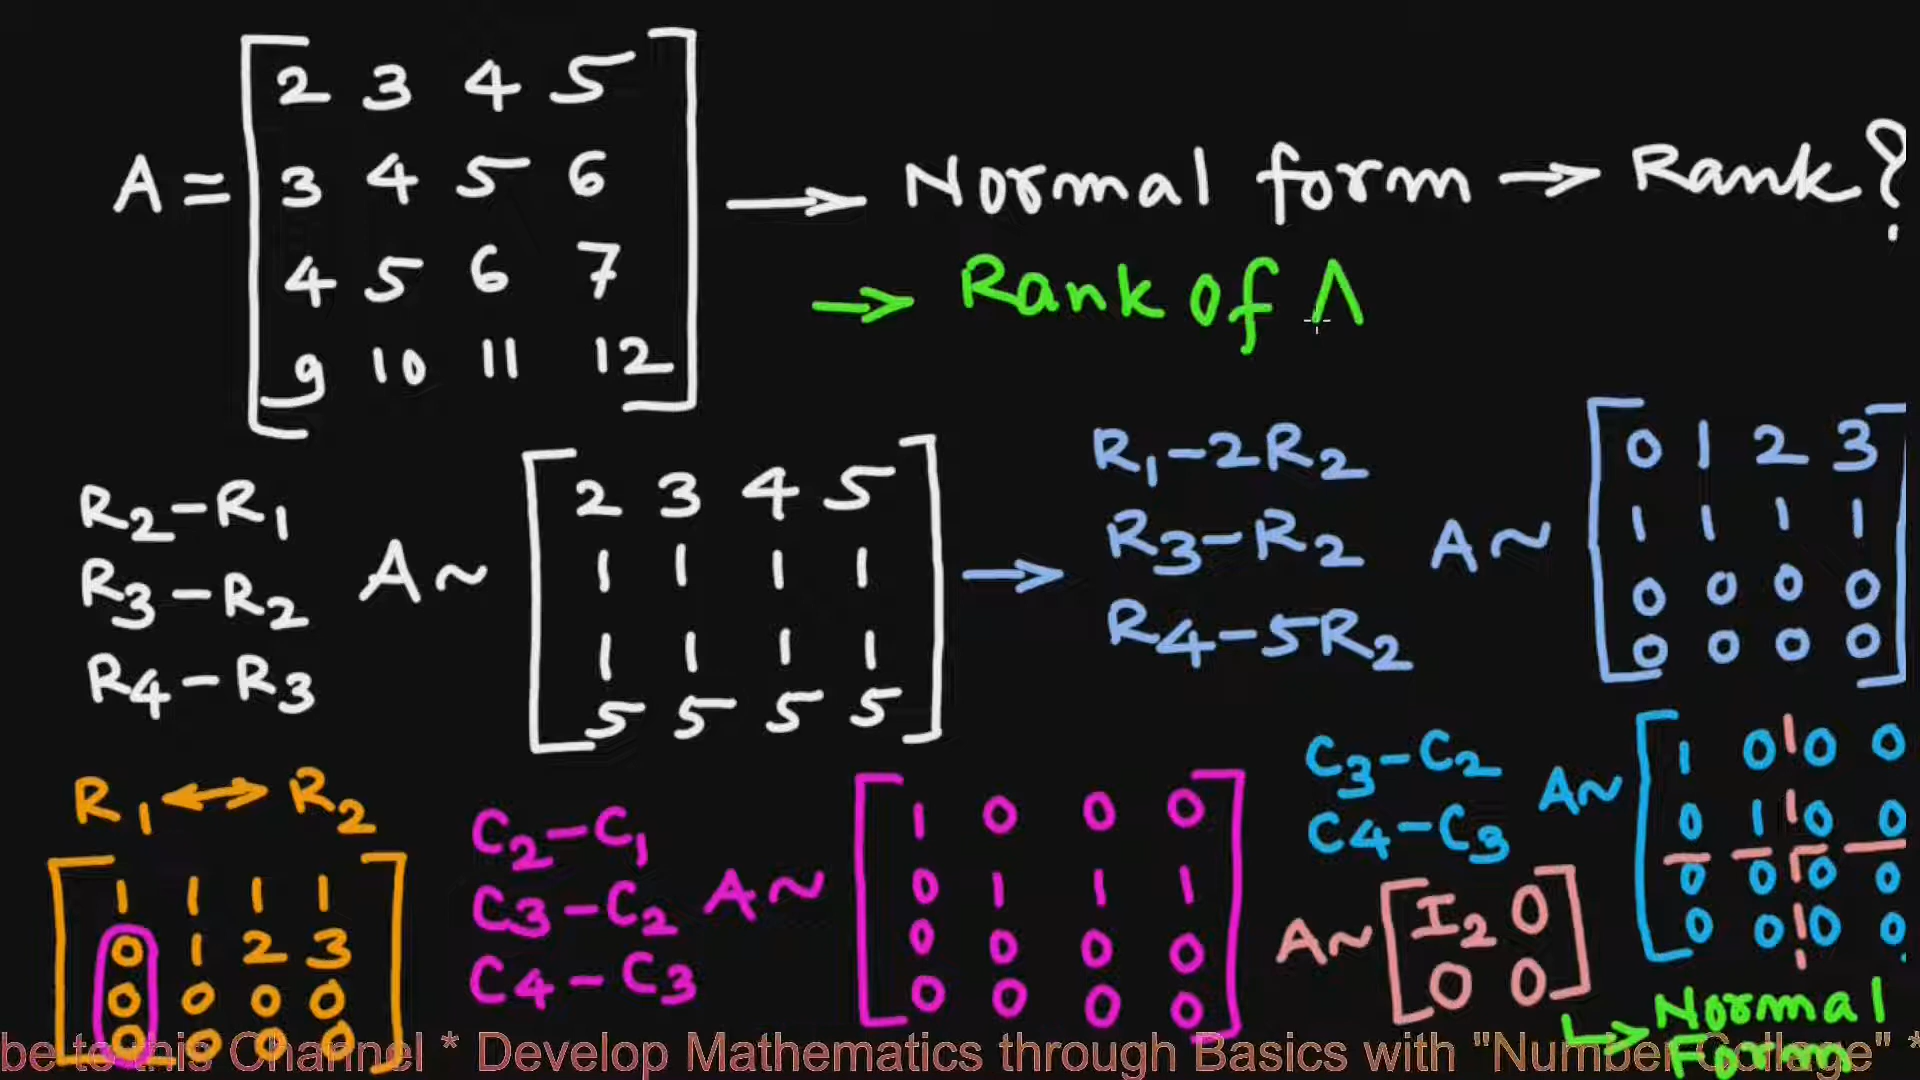 A = [2 3 4 5
3 4 5 6
4 5 6 7
9 10 11 12]
→ Normal form → Rank ?
→ Rank of A
R2 - R1
R3 - R2
R4 - R3
A ~ [2 3 4 5
1 1 1 1
1 1 1 1
5 5 5 5]
→ R1 - 2R2
R3 - R2
R4 - 5R2
A ~ [0 1 2 3
1 1 1 1
0 0 0 0
0 0 0 0]
R1 ↔ R2
[1 1 1 1
0 1 2 3
0 0 0 0
0 0 0 0]
C2 - C1
C3 - C2
C4 - C3
A ~ [1 0 0 0
0 1 1 1
0 0 0 0
0 0 0 0]
C3 - C2
C4 - C3
A ~ [1 0 0 0
0 1 0 0
0 0 0 0
0 0 0 0]
A ~ [I2 0
0 0]
↳ Normal
Form
be to this Channel * Develop Mathematics through Basics with "Number Collage" *